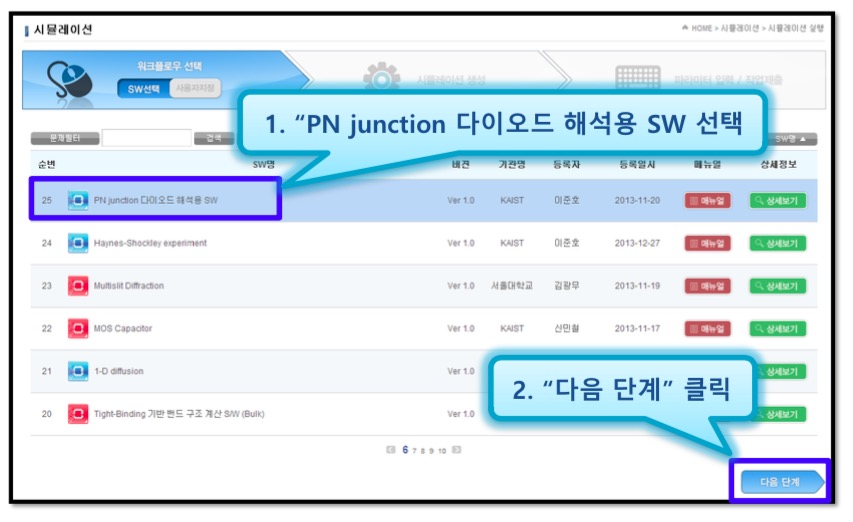 시뮬레이션
HOME > 시뮬레이션 > 시뮬레이션 실행
워크플로우 선택
SW선택 사용자저장
시뮬레이션 생성
파라미터 입력 / 작업제출
1. “PN junction 다이오드 해석용 SW 선택
문제필터 검색 SW명 ▲
순번 SW명 버전 기관명 등록자 등록일시 매뉴얼 상세정보
25 PN junction 다이오드 해석용 SW Ver 1.0 KAIST 이준호 2013-11-20 매뉴얼 상세보기
24 Haynes-Shockley experiment Ver 1.0 KAIST 이준호 2013-12-27 매뉴얼 상세보기
23 Multislit Diffraction Ver 1.0 서울대학교 김광무 2013-11-19 매뉴얼 상세보기
22 MOS Capacitor Ver 1.0 KAIST 신민철 2013-11-17 매뉴얼 상세보기
21 1-D diffusion Ver 1.0 상세보기
2. “다음 단계” 클릭
20 Tight-Binding 기반 밴드 구조 계산 S/W (Bulk) Ver 1.0 상세보기
6 7 8 9 10
다음 단계